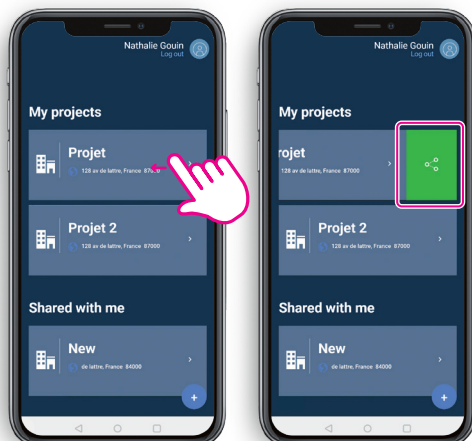 Nathalie Gouin
Log out
My projects
Projet
128 av de lattre, France 87000
Projet 2
128 av de lattre, France 87000
Shared with me
New
de lattre, France 84000
+
Nathalie Gouin
Log out
My projects
rojet
128 av de lattre, France 87000
Projet 2
128 av de lattre, France 87000
Shared with me
New
de lattre, France 84000
+